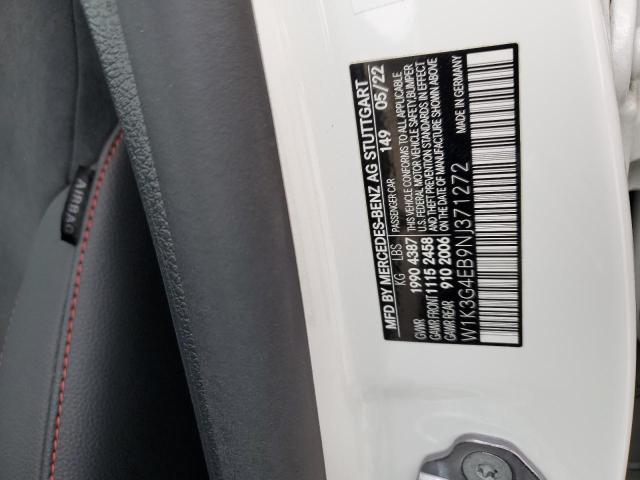 MFD BY MERCEDES-BENZ AG STUTTGART
149 05/22
PASSENGER CAR
KG LBS
GVWR 1990 4387
GAWR FRONT 1115 2458
GAWR REAR 910 2006
THIS VEHICLE CONFORMS TO ALL APPLICABLE
U.S. FEDERAL MOTOR VEHICLE SAFETY, BUMPER
AND THEFT PREVENTION STANDARDS IN EFFECT
ON THE DATE OF MANUFACTURE SHOWN ABOVE
MADE IN GERMANY
W1K3G4EB9NJ371272
AIRBAG